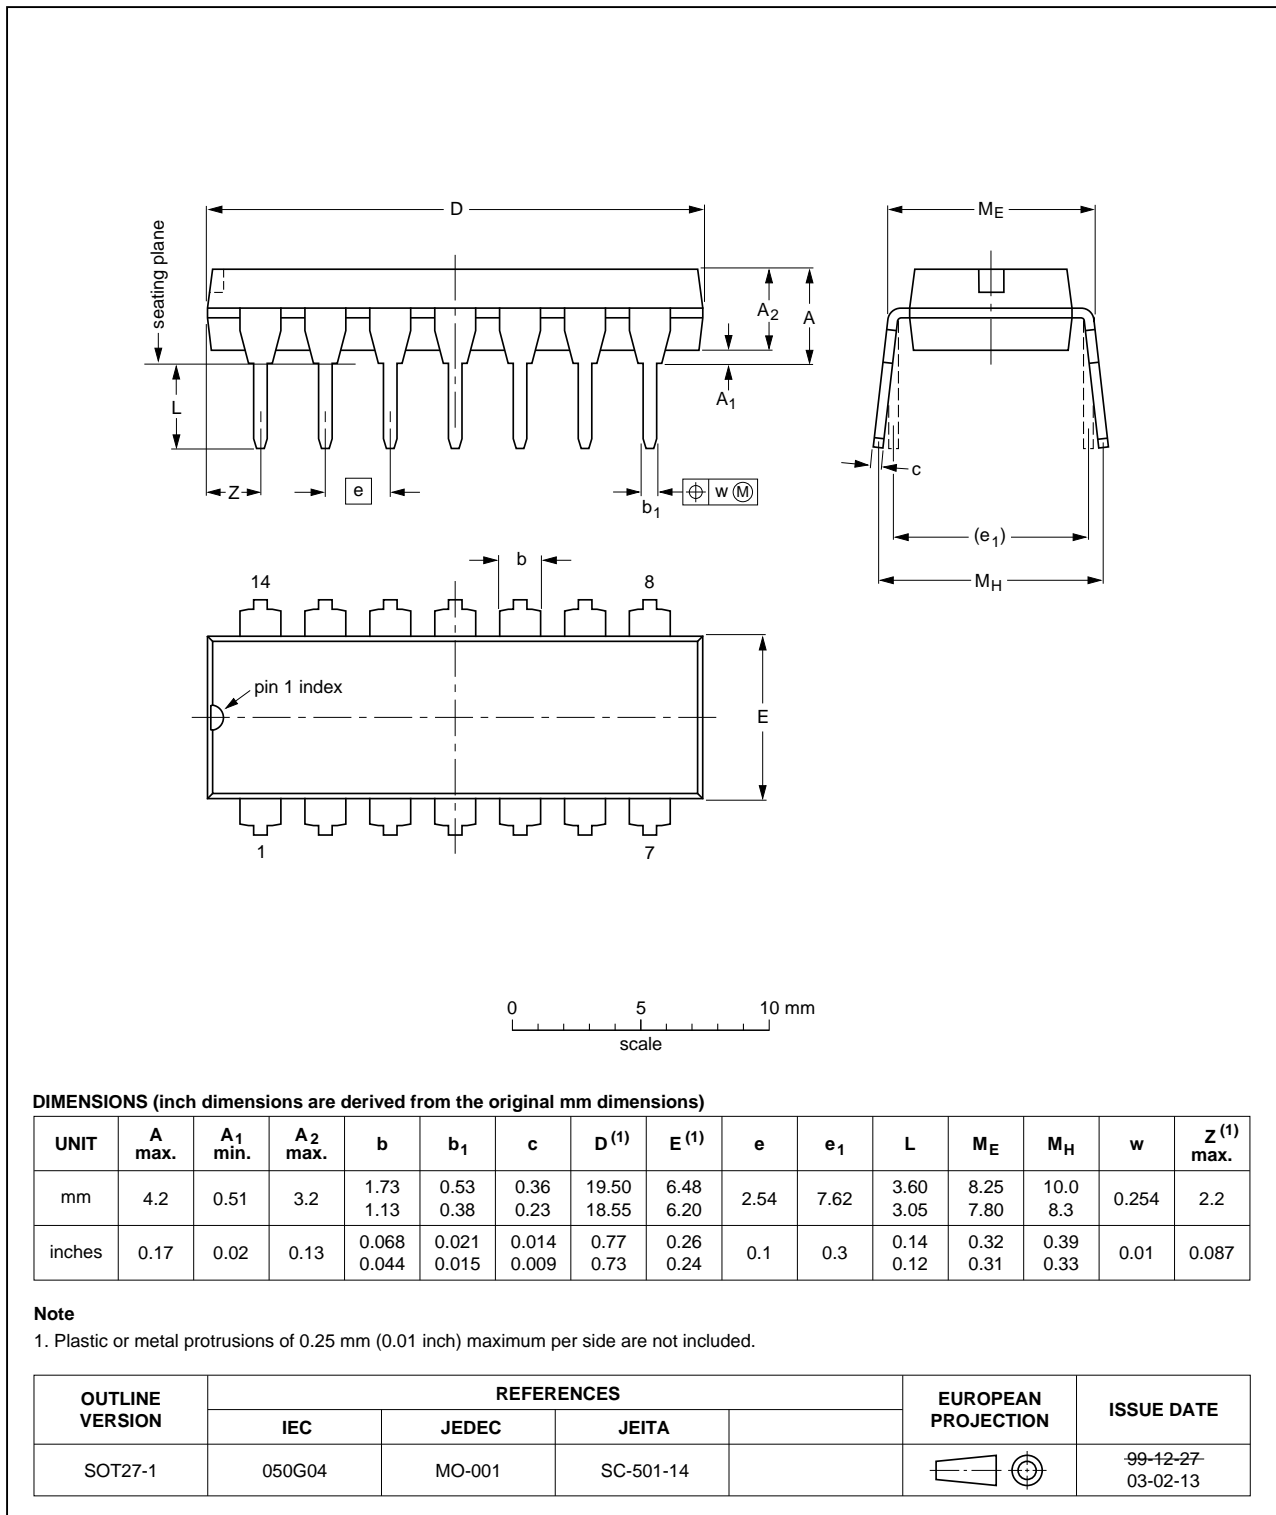 D
ME
seating plane
A2
A
A1
L
Z
e
b1
w M
c
(e1)
MH
b
14
8
pin 1 index
E
1
7
0
5
10 mm
scale
DIMENSIONS (inch dimensions are derived from the original mm dimensions)
UNIT A max. A1 min. A2 max. b b1 c D(1) E(1) e e1 L ME MH w Z(1) max.
mm 4.2 0.51 3.2 1.73 1.13 0.53 0.38 0.36 0.23 19.50 18.55 6.48 6.20 2.54 7.62 3.60 3.05 8.25 7.80 10.0 8.3 0.254 2.2
inches 0.17 0.02 0.13 0.068 0.044 0.021 0.015 0.014 0.009 0.77 0.73 0.26 0.24 0.1 0.3 0.14 0.12 0.32 0.31 0.39 0.33 0.01 0.087
Note
1. Plastic or metal protrusions of 0.25 mm (0.01 inch) maximum per side are not included.
OUTLINE VERSION REFERENCES EUROPEAN PROJECTION ISSUE DATE
IEC JEDEC JEITA
SOT27-1 050G04 MO-001 SC-501-14 99-12-27
03-02-13